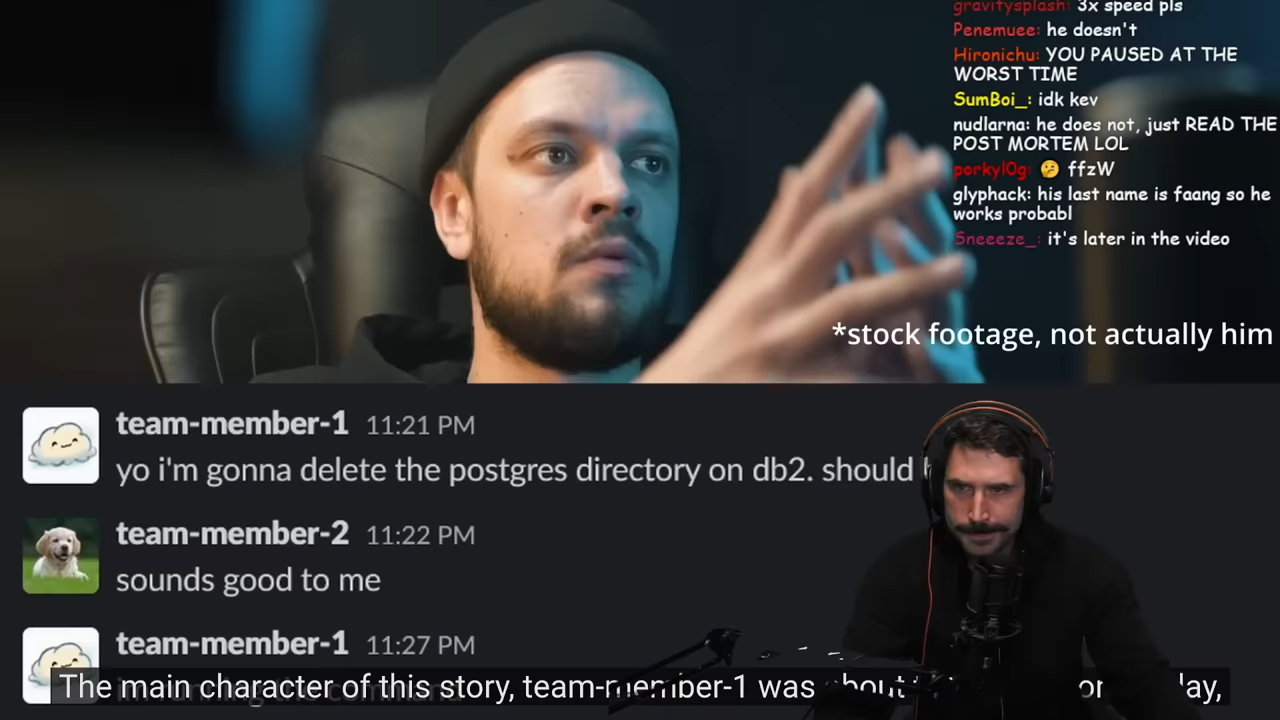 gravitysplash: 3x speed pls
Penemuee: he doesn't
Hironichu: YOU PAUSED AT THE
WORST TIME
SumBoi_: idk kev
nudlarna: he does not, just READ THE
POST MORTEM LOL
porkyl0g: 🤔 ffzW
glyphack: his last name is faang so he
works probabl
Sneeeze_: it's later in the video
*stock footage, not actually him
team-member-1 11:21 PM
yo i'm gonna delete the postgres directory on db2. should
team-member-2 11:22 PM
sounds good to me
team-member-1 11:27 PM
The main character of this story, team-member-1 was about